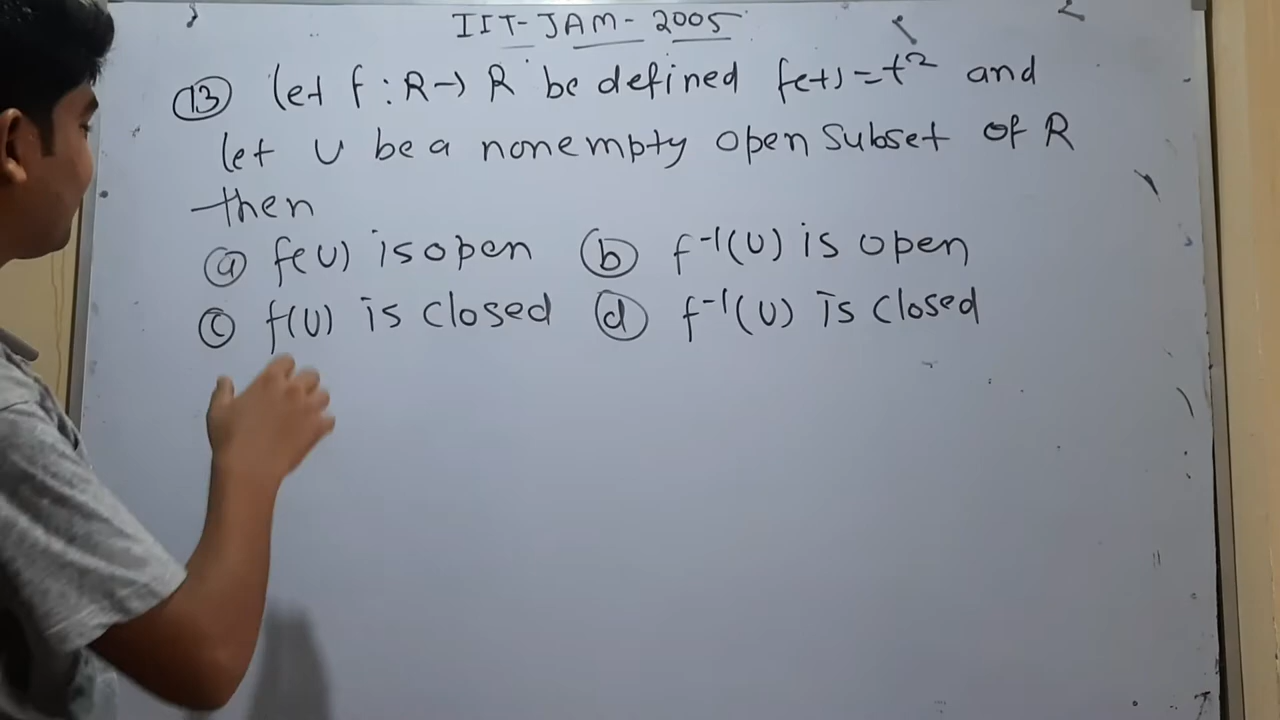 IIT-JAM-2005
13 let f : R→ R be defined f(t)=t² and
let U be a nonempty open subset of R
then
a f(U) is open b f⁻¹(U) is open
c f(U) is closed d f⁻¹(U) is closed